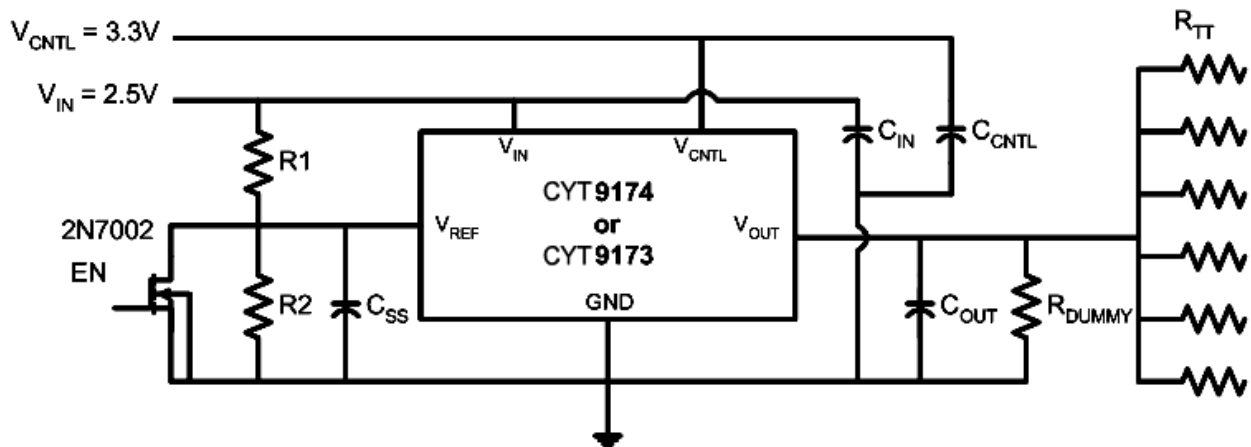 V_CNTL = 3.3V
R_TT
V_IN = 2.5V
R1
V_IN
V_CNTL
C_IN
C_CNTL
CYT9174
or
CYT9173
2N7002
V_REF
V_OUT
EN
R2
C_SS
GND
C_OUT
R_DUMMY